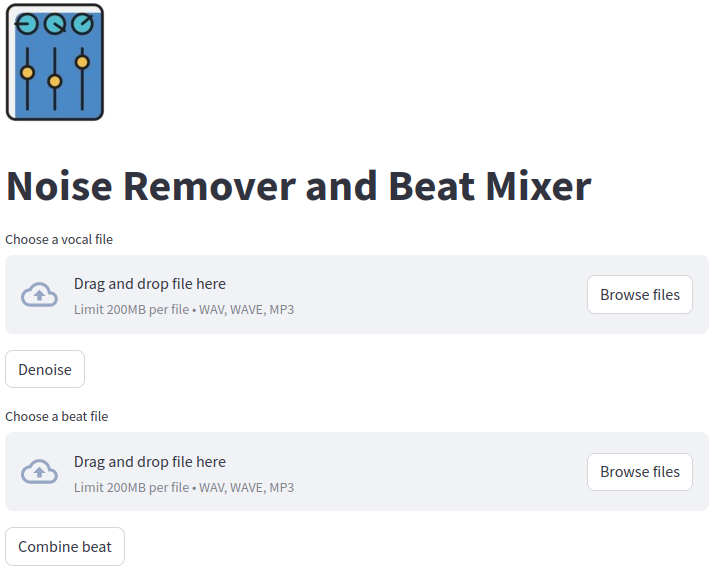 Noise Remover and Beat Mixer
Choose a vocal file
Drag and drop file here
Limit 200MB per file • WAV, WAVE, MP3
Browse files
Denoise
Choose a beat file
Drag and drop file here
Limit 200MB per file • WAV, WAVE, MP3
Browse files
Combine beat